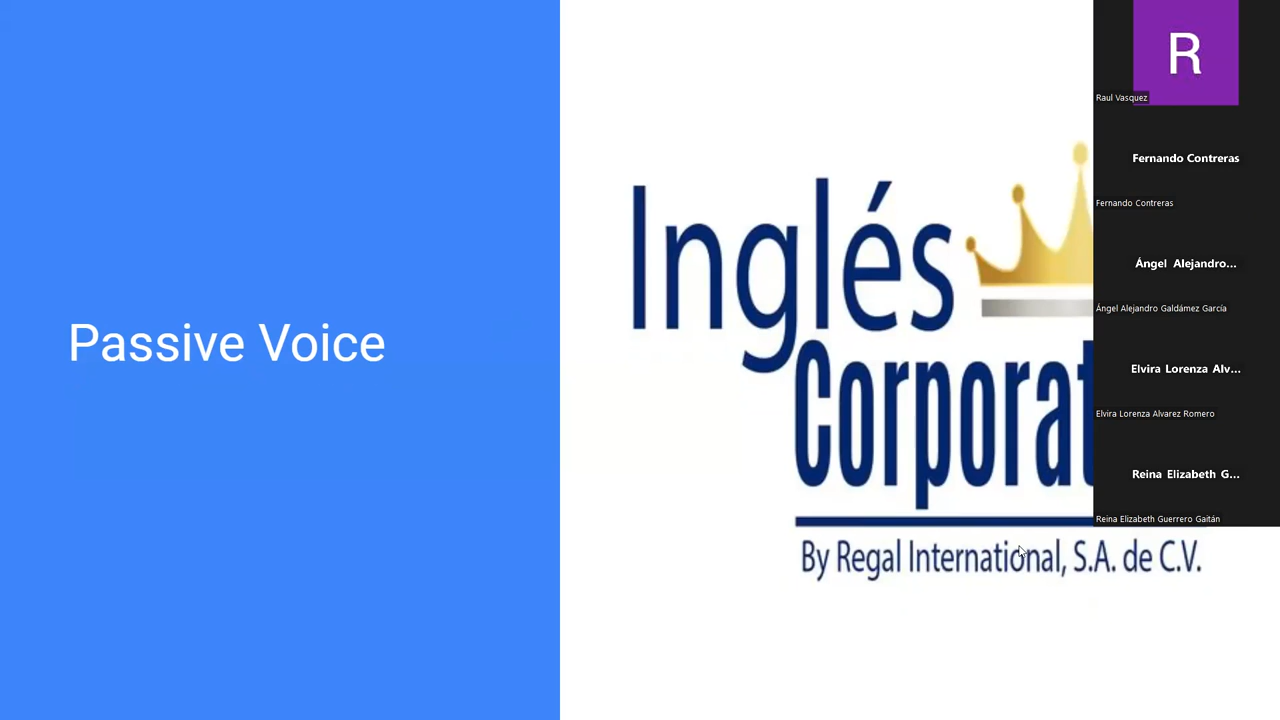 Passive Voice
Inglés
Corporat
By Regal International, S.A. de C.V.
R
Raul Vasquez
Fernando Contreras
Fernando Contreras
Ángel Alejandro...
Ángel Alejandro Galdámez García
Elvira Lorenza Alv...
Elvira Lorenza Alvarez Romero
Reina Elizabeth G...
Reina Elizabeth Guerrero Gaitán